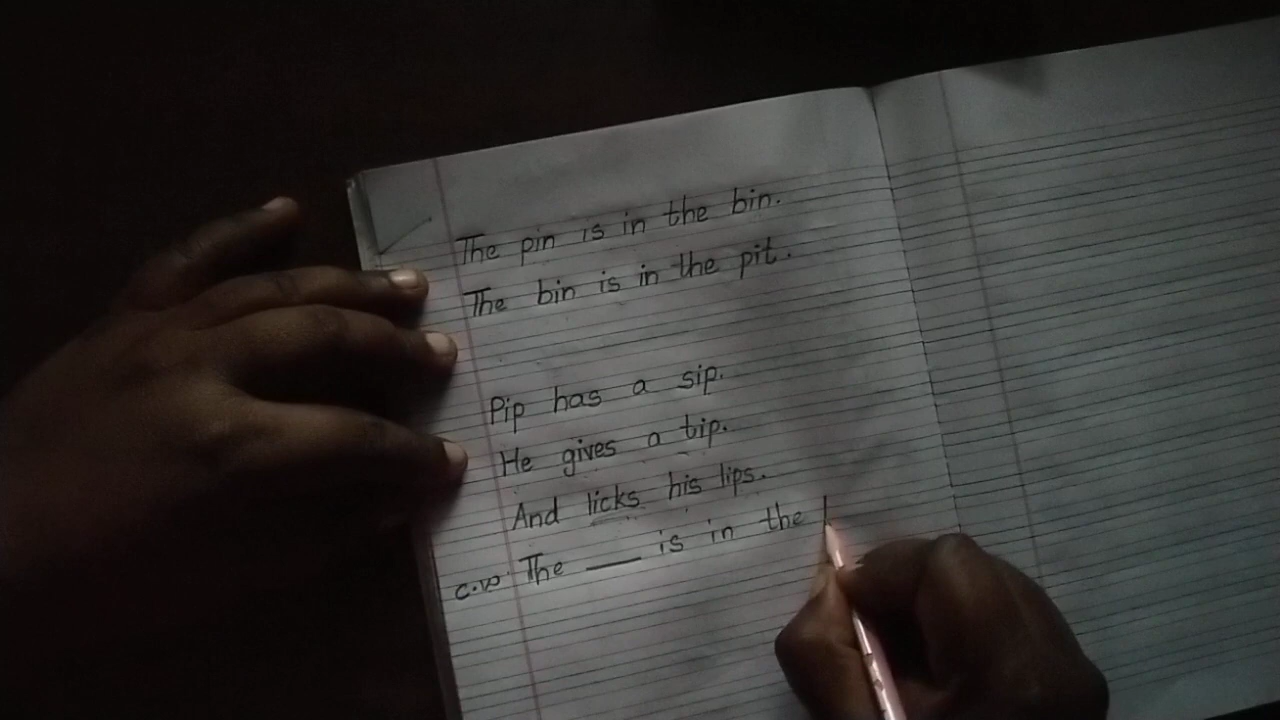 The pin is in the bin.
The bin is in the pit.
Pip has a sip.
He gives a tip.
And licks his lips.
c.w. The ___ is in the